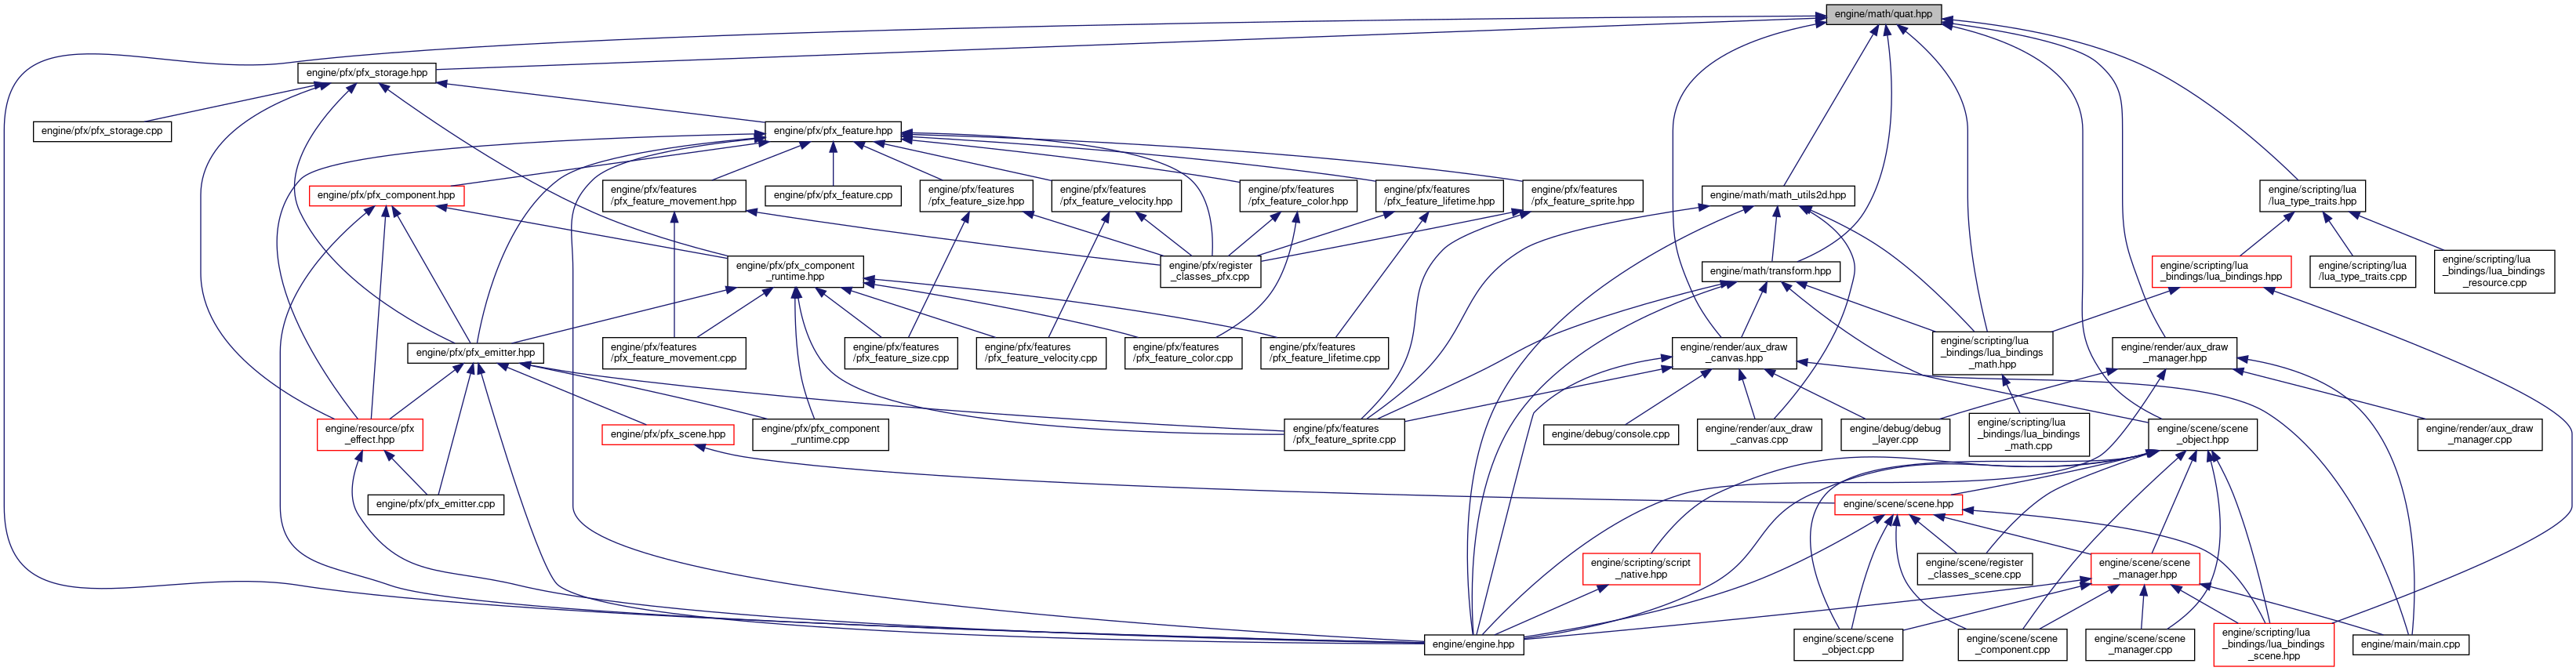 engine/math/quat.hpp
engine/pfx/pfx_storage.hpp
engine/pfx/pfx_storage.cpp
engine/pfx/pfx_feature.hpp
engine/pfx/pfx_component.hpp
engine/pfx/features
/pfx_feature_movement.hpp
engine/pfx/pfx_feature.cpp
engine/pfx/features
/pfx_feature_size.hpp
engine/pfx/features
/pfx_feature_velocity.hpp
engine/pfx/features
/pfx_feature_color.hpp
engine/pfx/features
/pfx_feature_lifetime.hpp
engine/pfx/features
/pfx_feature_sprite.hpp
engine/math/math_utils2d.hpp
engine/scripting/lua
/lua_type_traits.hpp
engine/pfx/pfx_component
_runtime.hpp
engine/pfx/register
_classes_pfx.cpp
engine/math/transform.hpp
engine/scripting/lua
_bindings/lua_bindings.hpp
engine/scripting/lua
/lua_type_traits.cpp
engine/scripting/lua
_bindings/lua_bindings
_resource.cpp
engine/pfx/pfx_emitter.hpp
engine/pfx/features
/pfx_feature_movement.cpp
engine/pfx/features
/pfx_feature_size.cpp
engine/pfx/features
/pfx_feature_velocity.cpp
engine/pfx/features
/pfx_feature_color.cpp
engine/pfx/features
/pfx_feature_lifetime.cpp
engine/render/aux_draw
_canvas.hpp
engine/scripting/lua
_bindings/lua_bindings
_math.hpp
engine/render/aux_draw
_manager.hpp
engine/resource/pfx
_effect.hpp
engine/pfx/pfx_scene.hpp
engine/pfx/pfx_component
_runtime.cpp
engine/pfx/features
/pfx_feature_sprite.cpp
engine/debug/console.cpp
engine/render/aux_draw
_canvas.cpp
engine/debug/debug
_layer.cpp
engine/scripting/lua
_bindings/lua_bindings
_math.cpp
engine/scene/scene
_object.hpp
engine/render/aux_draw
_manager.cpp
engine/pfx/pfx_emitter.cpp
engine/scene/scene.hpp
engine/scripting/script
_native.hpp
engine/scene/register
_classes_scene.cpp
engine/scene/scene
_manager.hpp
engine/engine.hpp
engine/scene/scene
_object.cpp
engine/scene/scene
_component.cpp
engine/scene/scene
_manager.cpp
engine/scripting/lua
_bindings/lua_bindings
_scene.hpp
engine/main/main.cpp